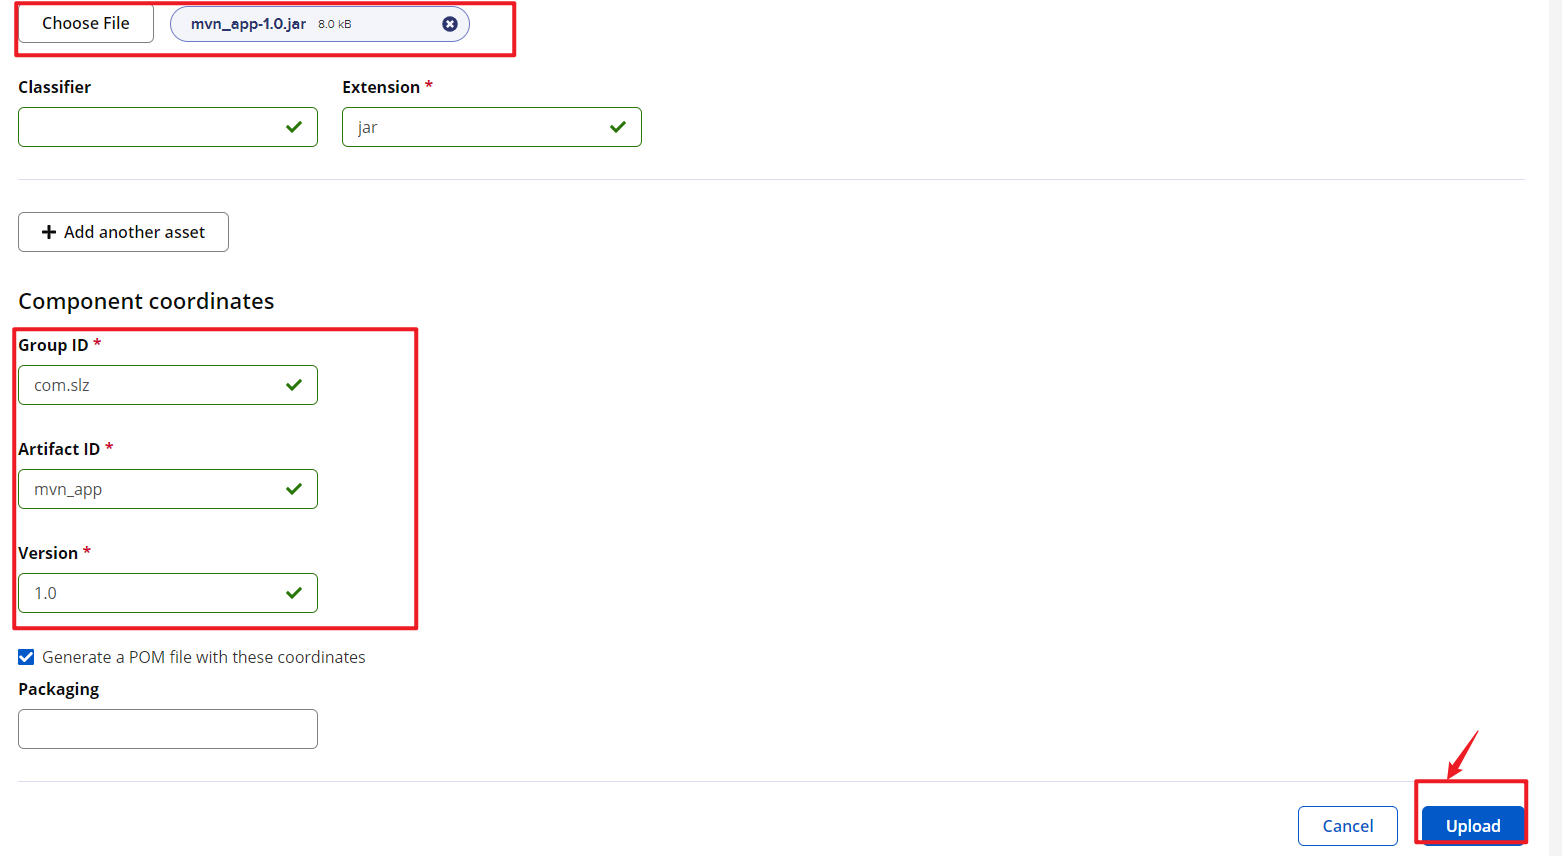 Choose File mvn_app-1.0.jar 8.0 kB
Classifier Extension *
jar
Add another asset
Component coordinates
Group ID *
com.slz
Artifact ID *
mvn_app
Version *
1.0
Generate a POM file with these coordinates
Packaging
Cancel Upload